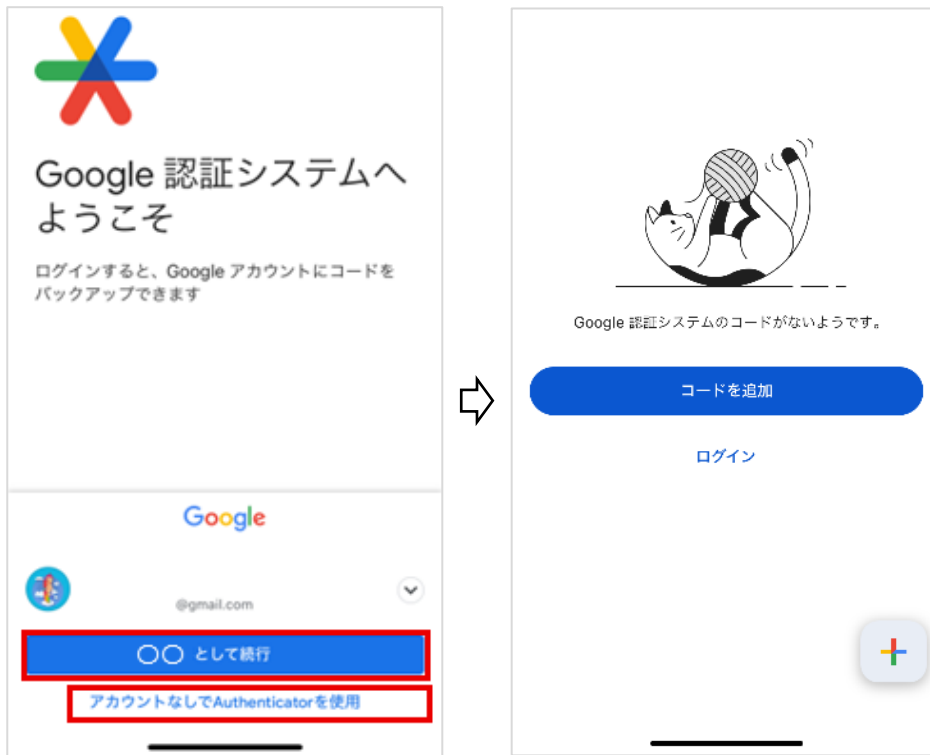 Google 認証システムへ
ようこそ
ログインすると、Google アカウントにコードを
バックアップできます
Google
@gmail.com
〇〇 として続行
アカウントなしでAuthenticatorを使用
Google 認証システムのコードがないようです。
コードを追加
ログイン